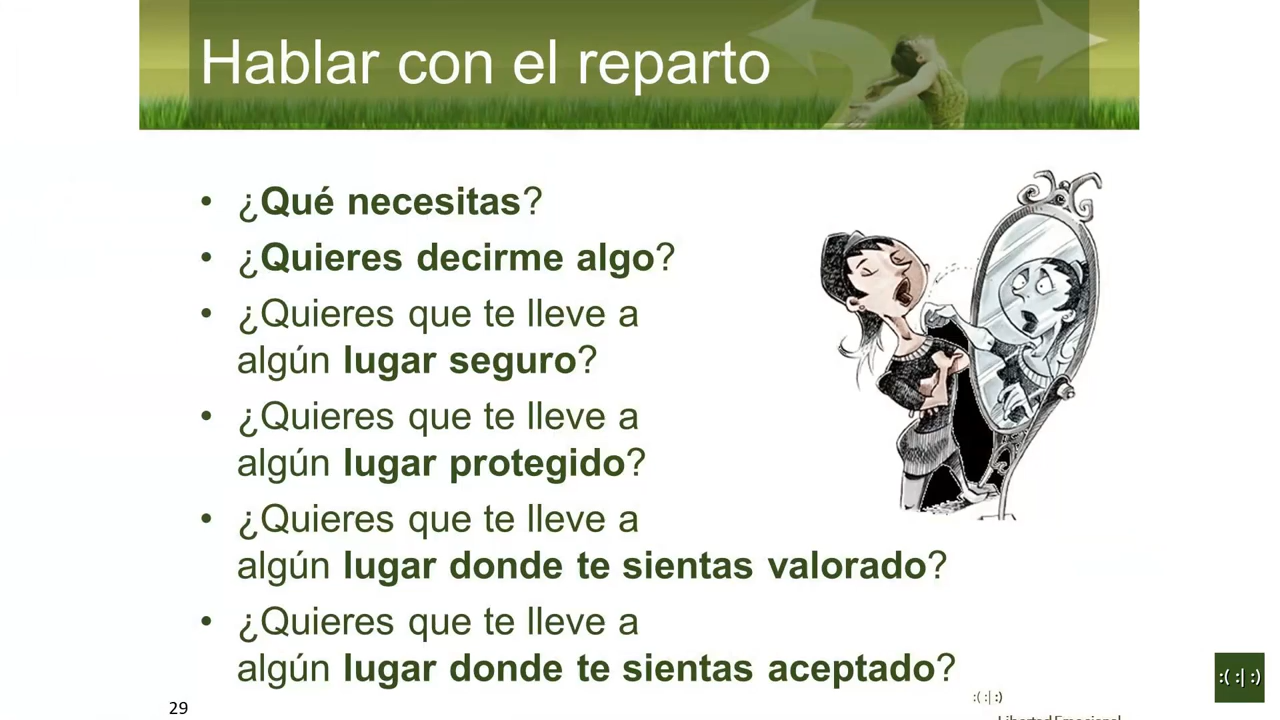 Hablar con el reparto
• ¿Qué necesitas?
• ¿Quieres decirme algo?
• ¿Quieres que te lleve a
algún lugar seguro?
• ¿Quieres que te lleve a
algún lugar protegido?
• ¿Quieres que te lleve a
algún lugar donde te sientas valorado?
• ¿Quieres que te lleve a
algún lugar donde te sientas aceptado?
:( :| :)
:( :| :)
29
Libertad Emocional